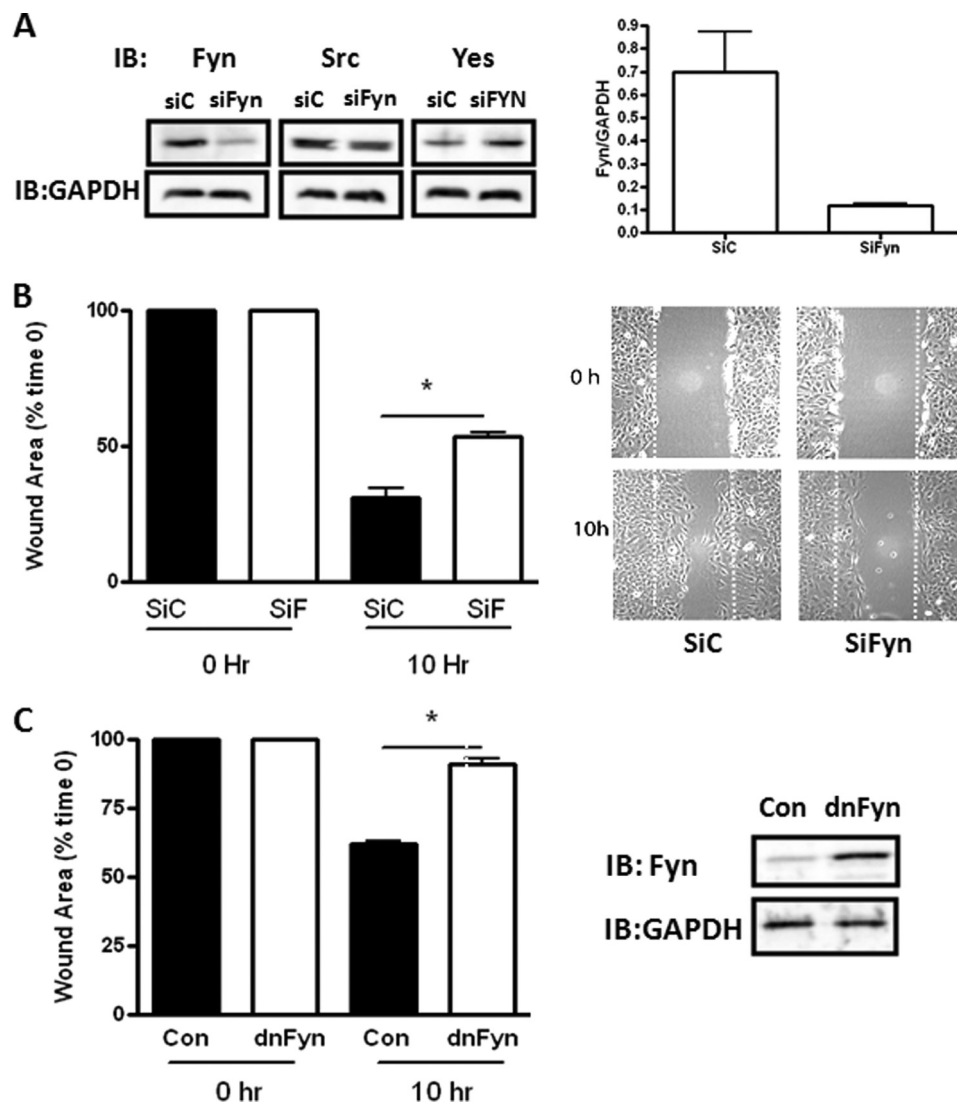 A
IB: Fyn Src Yes
siC siFyn siC siFyn siC siFYN
IB:GAPDH
Fyn/GAPDH
0.9
0.8
0.7
0.6
0.5
0.4
0.3
0.2
0.1
0.0
SiC SiFyn
B
Wound Area (% time 0)
100
50
0
SiC SiF SiC SiF
0 Hr 10 Hr
*
0 h
10h
SiC SiFyn
C
Wound Area (% time 0)
100
75
50
25
0
Con dnFyn Con dnFyn
0 hr 10 hr
*
Con dnFyn
IB: Fyn
IB:GAPDH